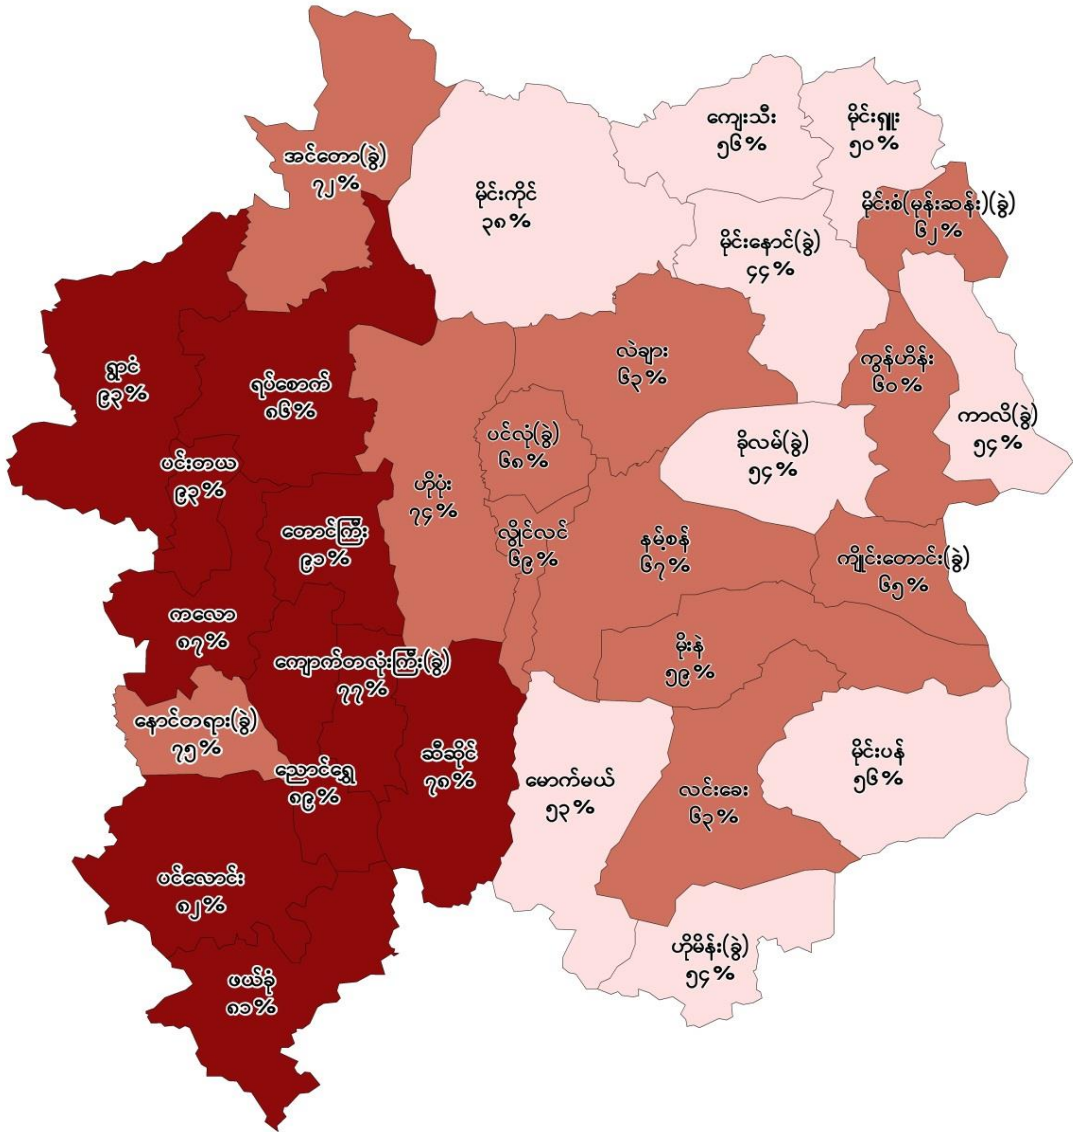 ကျေးသီး
၅၆%
မိုင်းရှူး
၅၀%
အင်တော(ခွဲ)
၇၂%
မိုင်းကိုင်
၃၈%
မိုင်းစံ(မုန်းဆန်း)(ခွဲ)
၆၂%
မိုင်းနောင်(ခွဲ)
၄၄%
ရွာငံ
၉၃%
ရပ်စောက်
၈၆%
လဲချား
၆၃%
ကွန်ဟိန်း
၆၀%
ကာလိ(ခွဲ)
၅၄%
ပင်လုံ(ခွဲ)
၆၈%
ခိုလမ်(ခွဲ)
၅၄%
ပင်းတယ
၉၃%
ဟိုပုံး
၇၄%
တောင်ကြီး
၉၁%
လွိုင်လင်
၆၉%
နမ့်စန်
၆၇%
ကျိုင်းတောင်း(ခွဲ)
၆၅%
ကလော
၈၇%
ကျောက်တလုံးကြီး(ခွဲ)
၇၇%
မိုးနဲ
၅၉%
နောင်တရား(ခွဲ)
၇၅%
ဆီဆိုင်
၇၈%
မိုင်းပန်
၅၆%
ညောင်ရွှေ
၈၉%
မောက်မယ်
၅၃%
လင်းခေး
၆၃%
ပင်လောင်း
၈၂%
ဟိုမိန်း(ခွဲ)
၅၄%
ဖယ်ခုံ
၈၁%